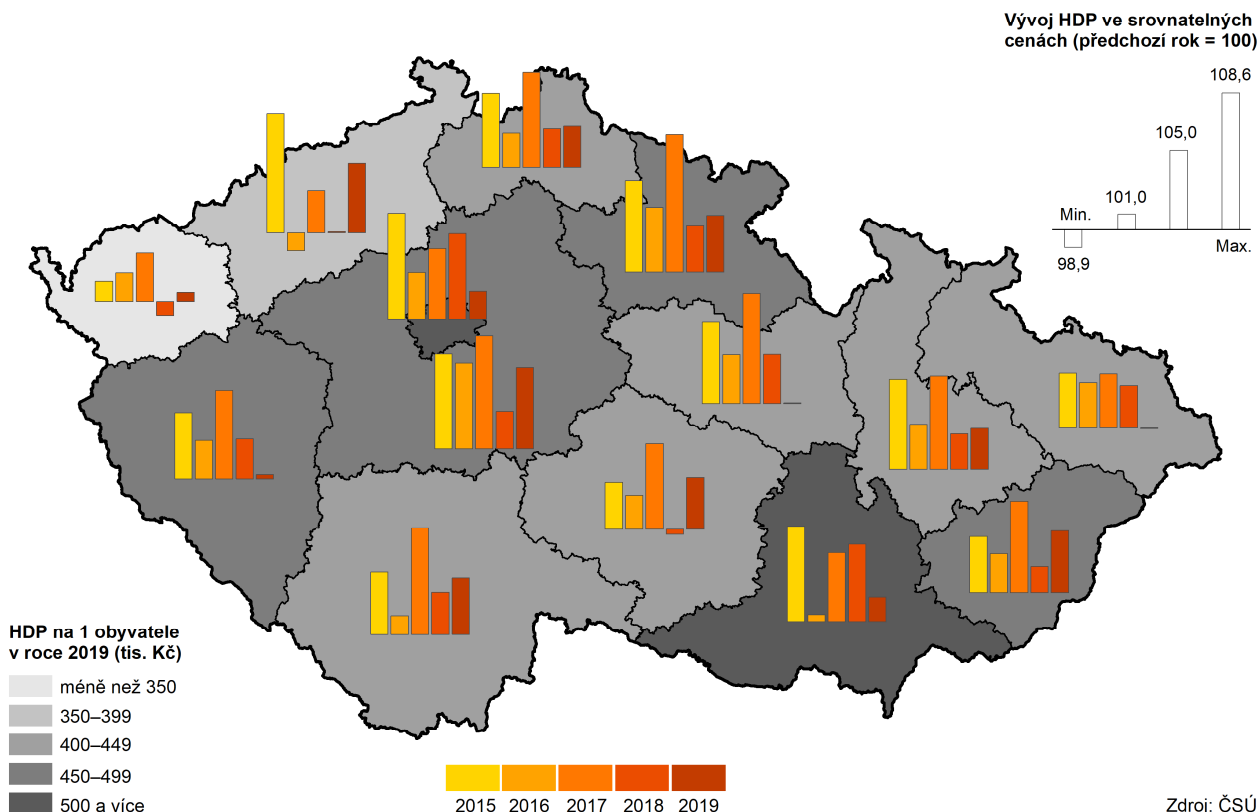 Vývoj HDP ve srovnatelných
cenách (předchozí rok = 100)
108,6
105,0
101,0
Min.
98,9
Max.
HDP na 1 obyvatele
v roce 2019 (tis. Kč)
méně než 350
350–399
400–449
450–499
500 a více
2015 2016 2017 2018 2019
Zdroj: ČSÚ